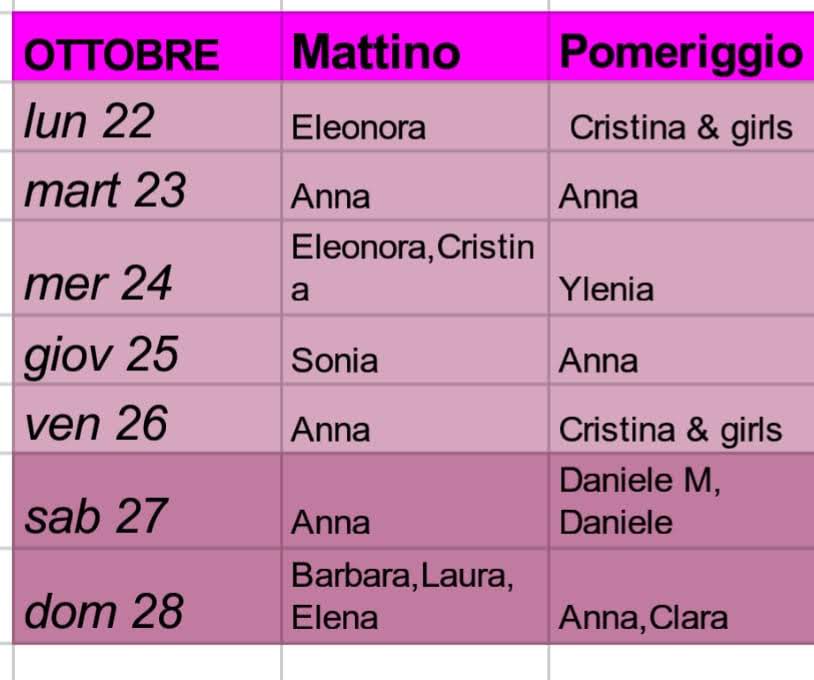 OTTOBRE Mattino Pomeriggio
lun 22 Eleonora Cristina & girls
mart 23 Anna Anna
Eleonora,Cristin
mer 24 a Ylenia
giov 25 Sonia Anna
ven 26 Anna Cristina & girls
Daniele M,
sab 27 Anna Daniele
Barbara,Laura,
dom 28 Elena Anna,Clara